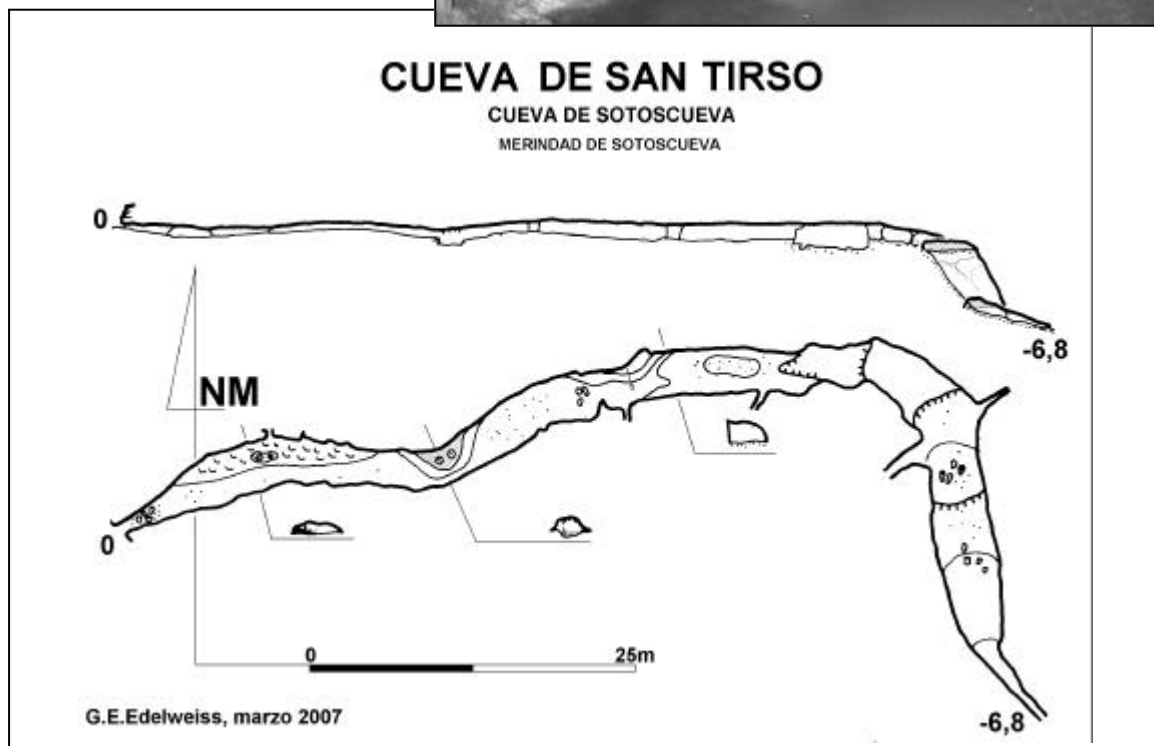 CUEVA DE SAN TIRSO
CUEVA DE SOTOSCUEVA
MERINDAD DE SOTOSCUEVA
0
-6,8
NM
0
0 25m
G.E.Edelweiss, marzo 2007
-6,8